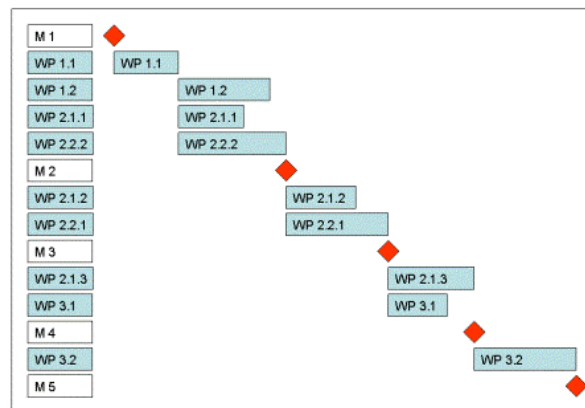 M 1
WP 1.1 WP 1.1
WP 1.2 WP 1.2
WP 2.1.1 WP 2.1.1
WP 2.2.2 WP 2.2.2
M 2
WP 2.1.2 WP 2.1.2
WP 2.2.1 WP 2.2.1
M 3
WP 2.1.3 WP 2.1.3
WP 3.1 WP 3.1
M 4
WP 3.2 WP 3.2
M 5